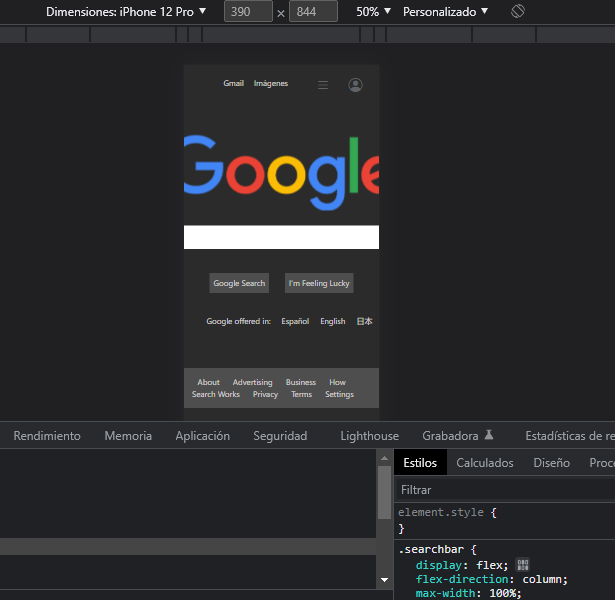 Dimensiones: iPhone 12 Pro ▼ 390 × 844 50% ▼ Personalizado ▼
Gmail Imágenes
Google
Google Search I'm Feeling Lucky
Google offered in: Español English 日本
About Advertising Business How
Search Works Privacy Terms Settings
Rendimiento Memoria Aplicación Seguridad Lighthouse Grabadora Estadísticas de re
Estilos Calculados Diseño Proce
Filtrar
element.style {
}
.searchbar {
display: flex;
flex-direction: column;
max-width: 100%;